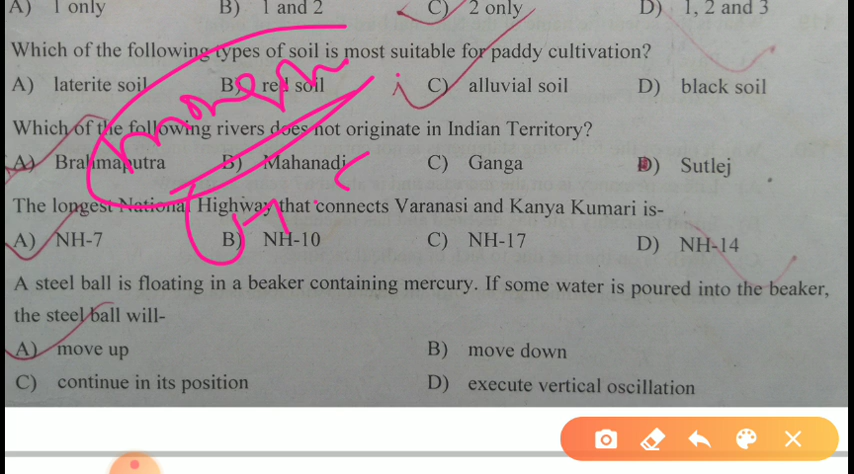 A) 1 only B) 1 and 2 C) 2 only D) 1, 2 and 3
Which of the following types of soil is most suitable for paddy cultivation?
A) laterite soil B) red soil C) alluvial soil D) black soil
Which of the following rivers does not originate in Indian Territory?
A) Brahmaputra B) Mahanadi C) Ganga D) Sutlej
The longest National Highway that connects Varanasi and Kanya Kumari is-
A) NH-7 B) NH-10 C) NH-17 D) NH-14
A steel ball is floating in a beaker containing mercury. If some water is poured into the beaker,
the steel ball will-
A) move up B) move down
C) continue in its position D) execute vertical oscillation